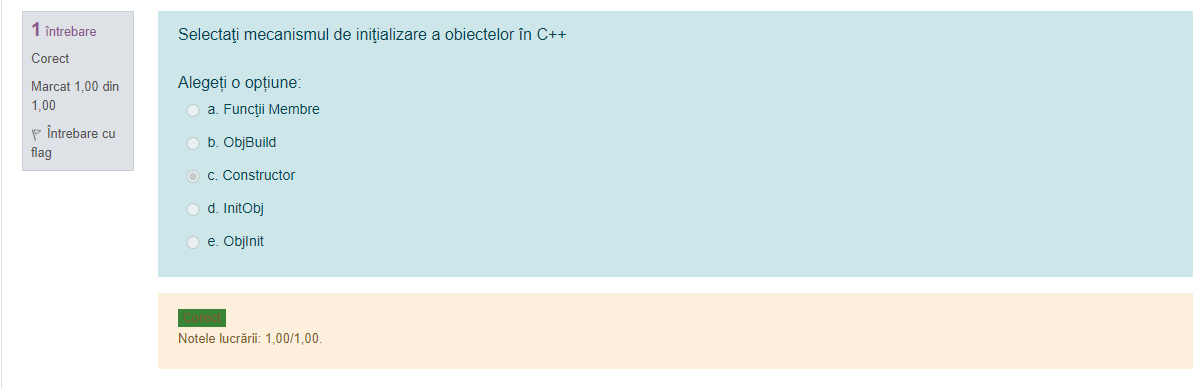 1 întrebare
Corect
Marcat 1,00 din
1,00
Întrebare cu
flag
Selectaţi mecanismul de iniţializare a obiectelor în C++
Alegeți o opțiune:
a. Funcţii Membre
b. ObjBuild
c. Constructor
d. InitObj
e. ObjInit
Corect
Notele lucrării: 1,00/1,00.